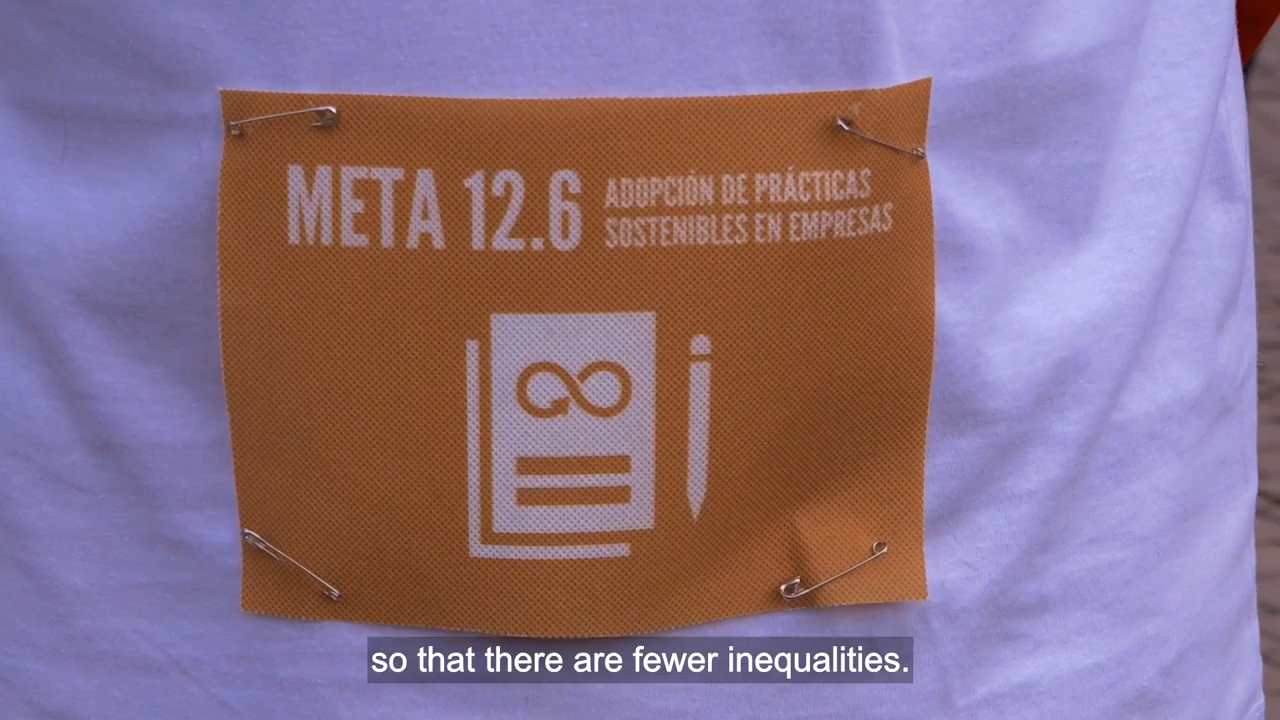 META 12.6
ADOPCIÓN DE PRÁCTICAS
SOSTENIBLES EN EMPRESAS
so that there are fewer inequalities.